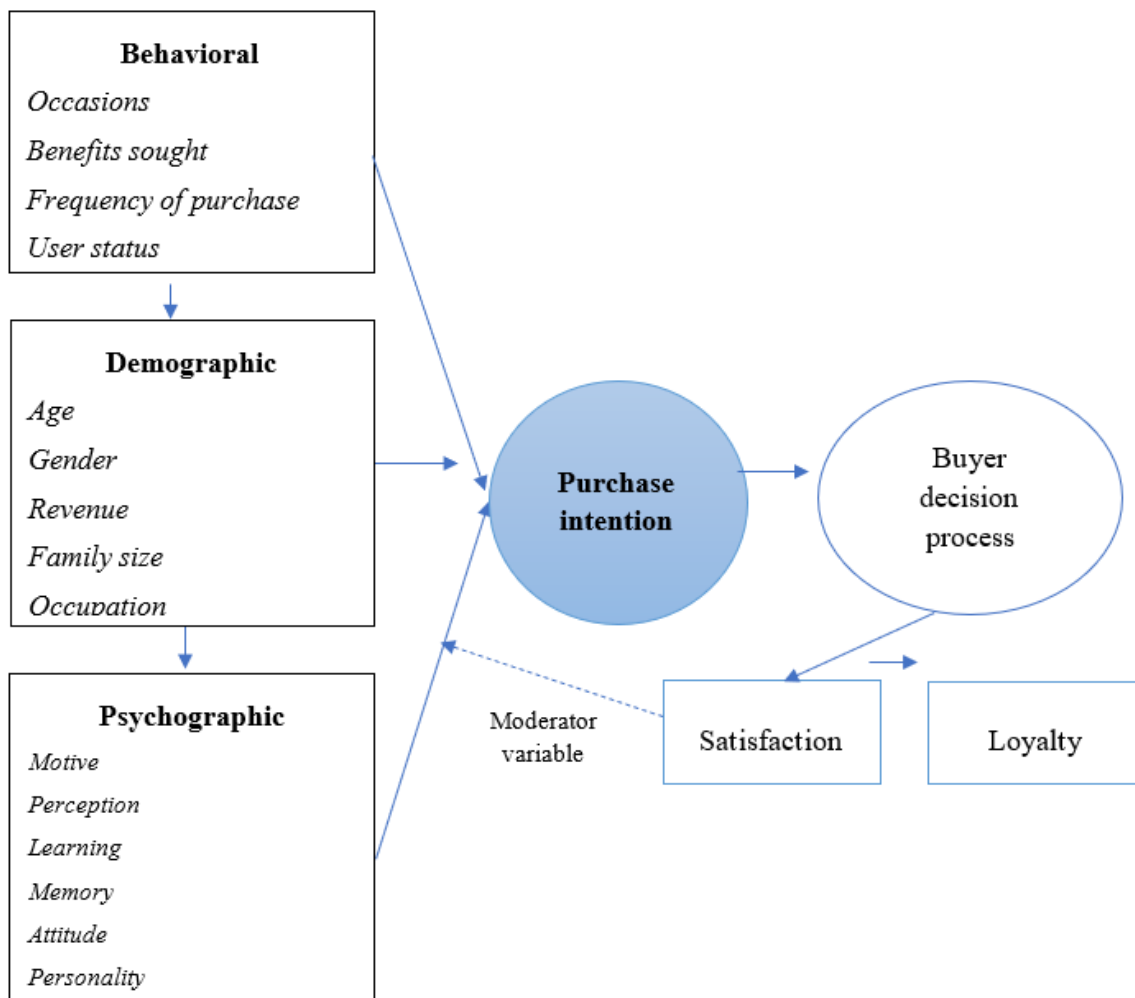 Behavioral
Occasions
Benefits sought
Frequency of purchase
User status
Demographic
Age
Gender
Revenue
Family size
Occupation
Psychographic
Motive
Perception
Learning
Memory
Attitude
Personality
Purchase
intention
Buyer
decision
process
Moderator
variable
Satisfaction
Loyalty